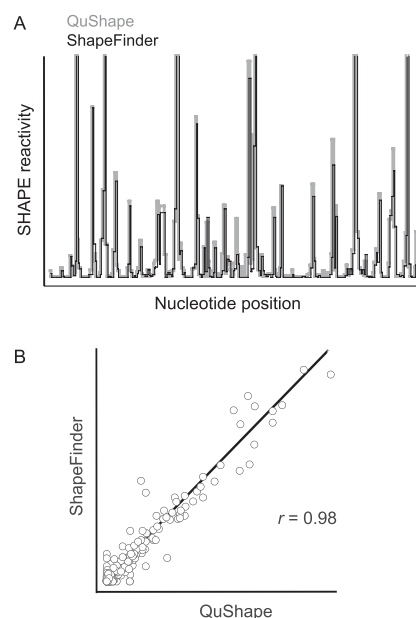 A
QuShape
ShapeFinder
SHAPE reactivity
Nucleotide position
B
ShapeFinder
r = 0.98
QuShape